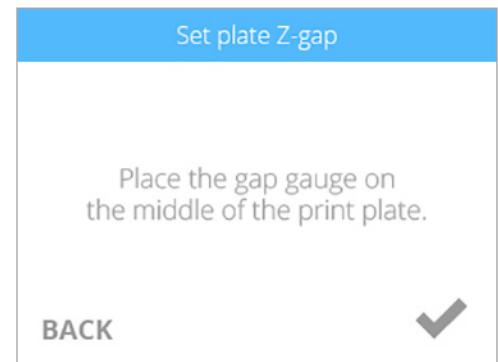 Set plate Z-gap
Place the gap gauge on
the middle of the print plate.
BACK